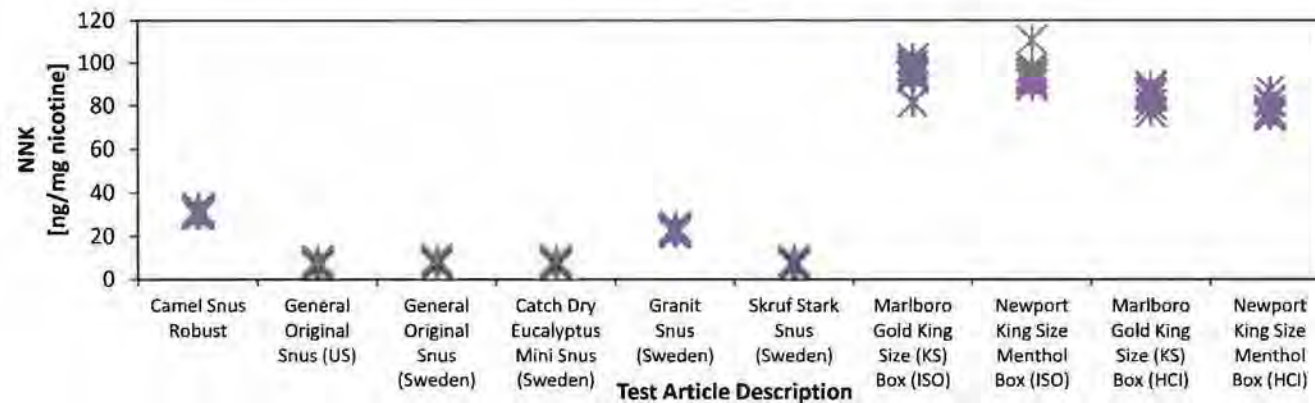 120
100
80
60
40
20
0
NNK
[ng/mg nicotine]
Camel Snus
Robust
General
Original
Snus (US)
General
Original
Snus
(Sweden)
Catch Dry
Eucalyptus
Mini Snus
(Sweden)
Granit
Snus
(Sweden)
Skruf Stark
Snus
(Sweden)
Marlboro
Gold King
Size (KS)
Box (ISO)
Newport
King Size
Menthol
Box (ISO)
Marlboro
Gold King
Size (KS)
Box (HCI)
Newport
King Size
Menthol
Box (HCI)
Test Article Description